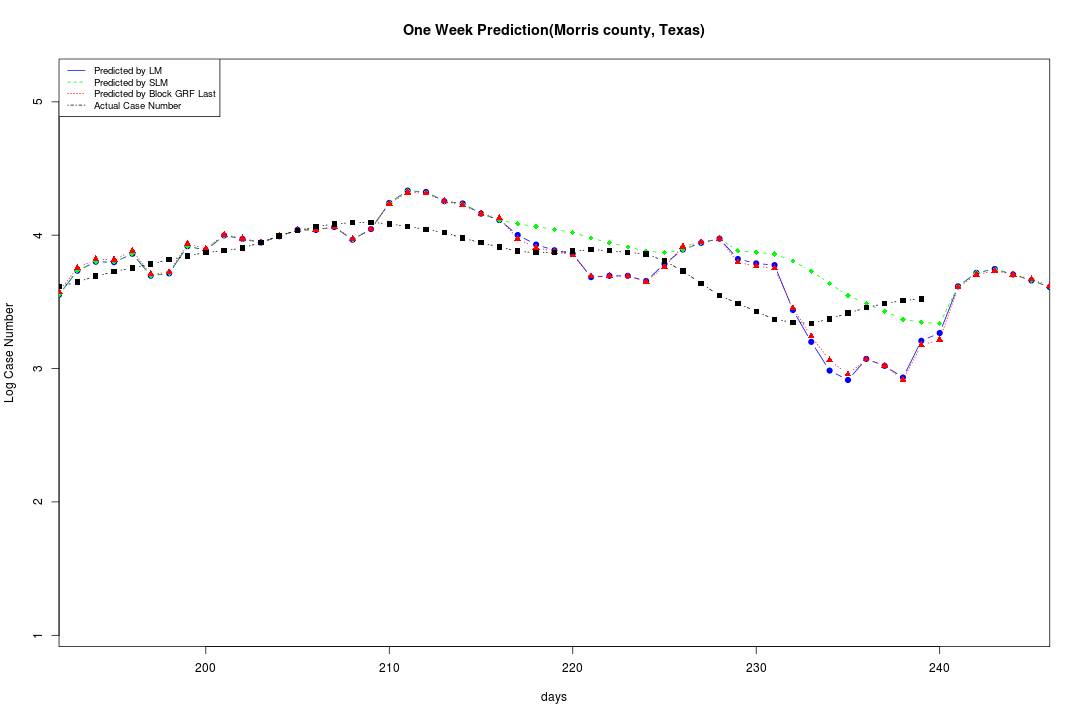 One Week Prediction(Morris county, Texas)
Predicted by LM
Predicted by SLM
Predicted by Block GRF Last
Actual Case Number
5
4
3
2
1
Log Case Number
200 210 220 230 240
days